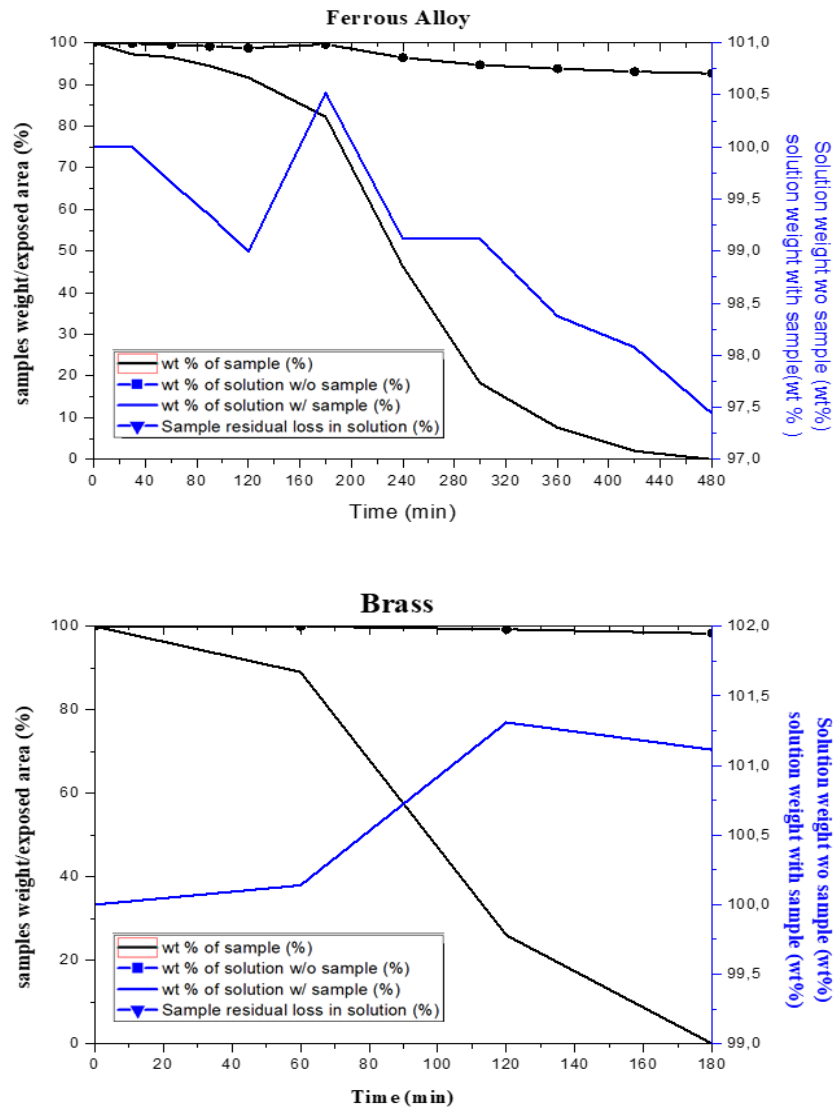 Ferrous Alloy
samples weight/exposed area (%)
100
90
80
70
60
50
40
30
20
10
0
wt % of sample (%)
wt % of solution w/o sample (%)
wt % of solution w/ sample (%)
Sample residual loss in solution (%)
0 40 80 120 160 200 240 280 320 360 400 440 480
Time (min)
101,0
100,5
100,0
99,5
99,0
98,5
98,0
97,5
97,0
Solution weight wo sample (wt%)
solution weight with sample(wt % )
Brass
samples weight/exposed area (%)
100
80
60
40
20
0
wt % of sample (%)
wt % of solution w/o sample (%)
wt % of solution w/ sample (%)
Sample residual loss in solution (%)
0 20 40 60 80 100 120 140 160 180
Time (min)
102,0
101,5
101,0
100,5
100,0
99,5
99,0
Solution weight wo sample (wt%)
solution weight with sample (wt%)